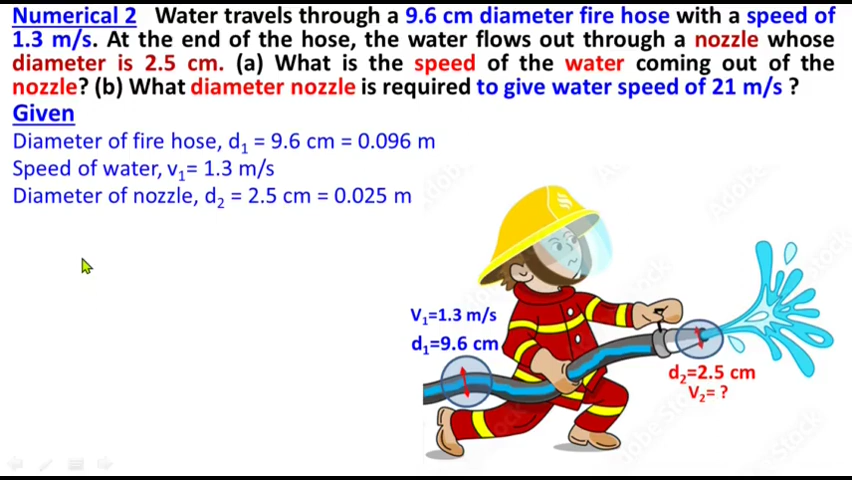 Numerical 2 Water travels through a 9.6 cm diameter fire hose with a speed of
1.3 m/s. At the end of the hose, the water flows out through a nozzle whose
diameter is 2.5 cm. (a) What is the speed of the water coming out of the
nozzle? (b) What diameter nozzle is required to give water speed of 21 m/s ?
Given
Diameter of fire hose, d₁ = 9.6 cm = 0.096 m
Speed of water, v₁= 1.3 m/s
Diameter of nozzle, d₂ = 2.5 cm = 0.025 m
V₁=1.3 m/s
d₁=9.6 cm
d₂=2.5 cm
V₂= ?